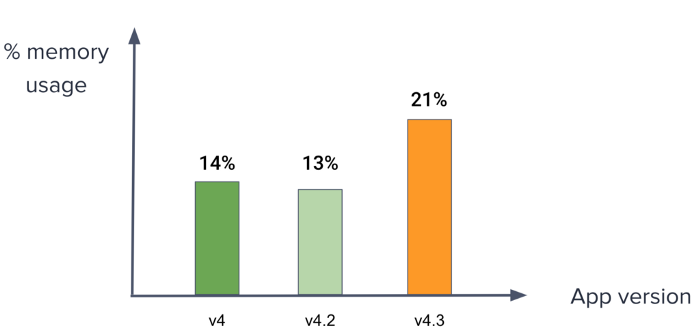 % memory
usage
21%
14%
13%
App version
v4
v4.2
v4.3